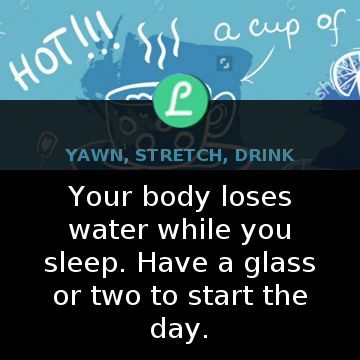 HOT!!! a cup of
L
YAWN, STRETCH, DRINK
Your body loses
water while you
sleep. Have a glass
or two to start the
day.